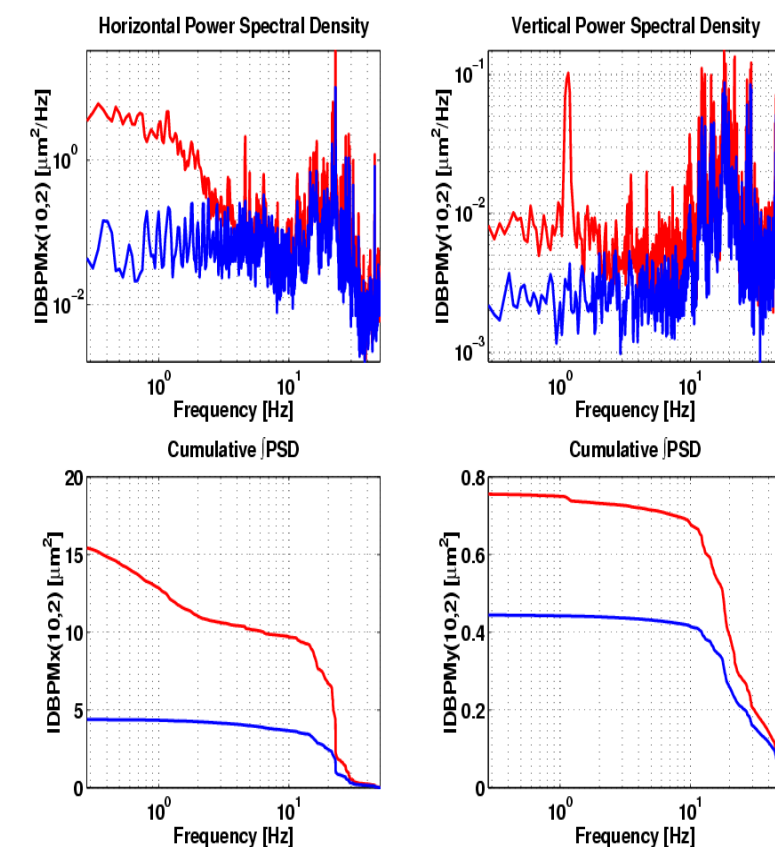 Horizontal Power Spectral Density
IDBPMx(10,2) [μm²/Hz]
10⁰
10⁻²
10⁰ 10¹
Frequency [Hz]
Vertical Power Spectral Density
IDBPMy(10,2) [μm²/Hz]
10⁻¹
10⁻²
10⁻³
10⁰ 10¹
Frequency [Hz]
Cumulative ∫PSD
IDBPMx(10,2) [μm²]
20
15
10
5
0
10⁰ 10¹
Frequency [Hz]
Cumulative ∫PSD
IDBPMy(10,2) [μm²]
0.8
0.6
0.4
0.2
0
10⁰ 10¹
Frequency [Hz]